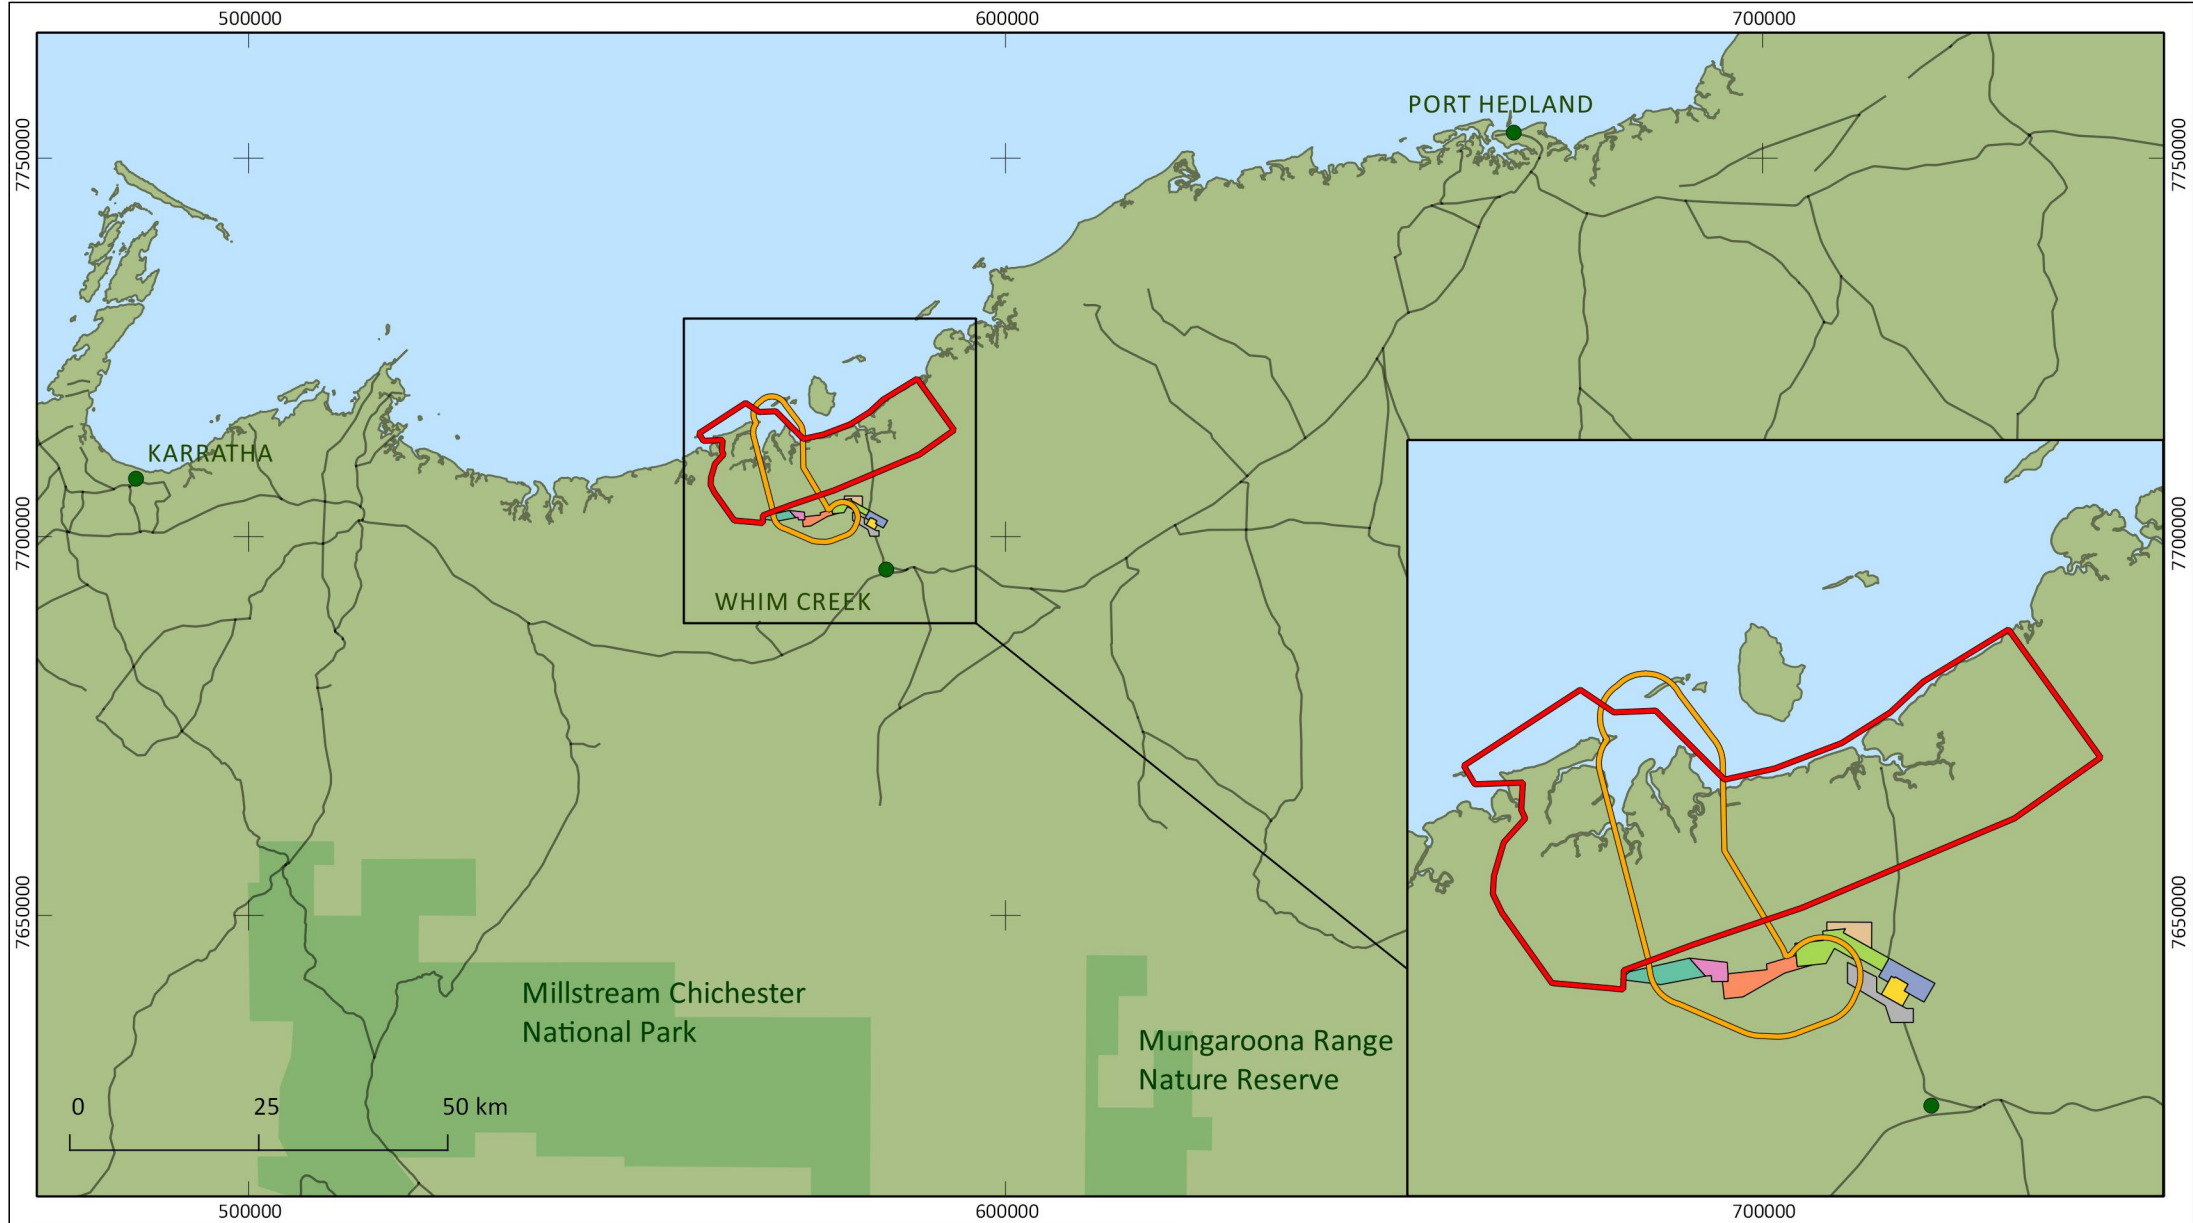 500000
600000
700000
PORT HEDLAND
7750000
7750000
KARRATHA
7700000
7700000
WHIM CREEK
7650000
7650000
Millstream Chichester
National Park
Mungaroona Range
Nature Reserve
0
25
50 km
500000
600000
700000